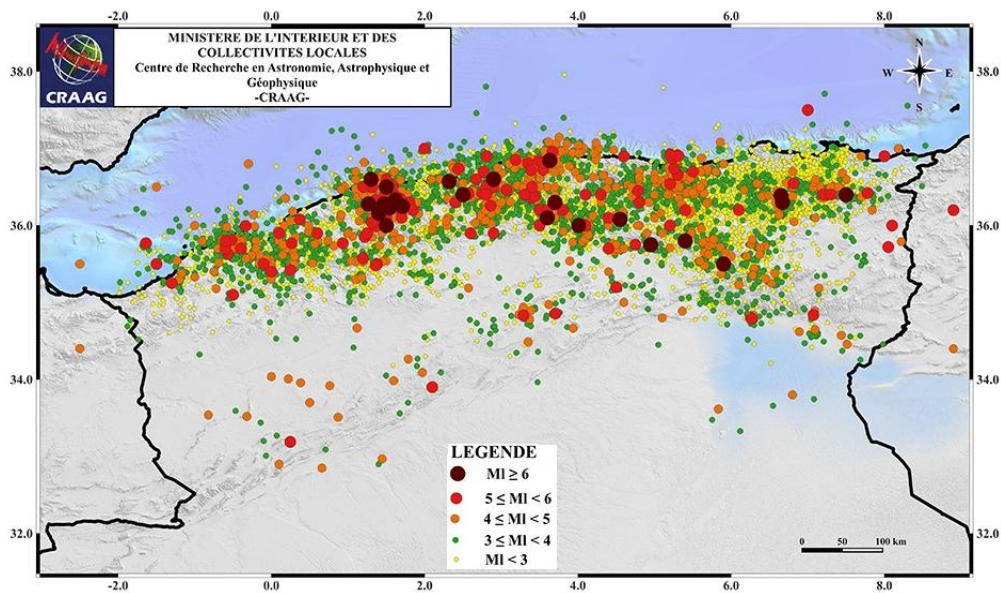 -2.0 0.0 2.0 4.0 6.0 8.0
MINISTERE DE L'INTERIEUR ET DES
COLLECTIVITES LOCALES
Centre de Recherche en Astronomie, Astrophysique et
Géophysique
-CRAAG-
CRAAG
N
W E
S
38.0 38.0
36.0 36.0
34.0 34.0
32.0 32.0
LEGENDE
Ml ≥ 6
5 ≤ Ml < 6
4 ≤ Ml < 5
3 ≤ Ml < 4
Ml < 3
0 50 100 km
-2.0 0.0 2.0 4.0 6.0 8.0